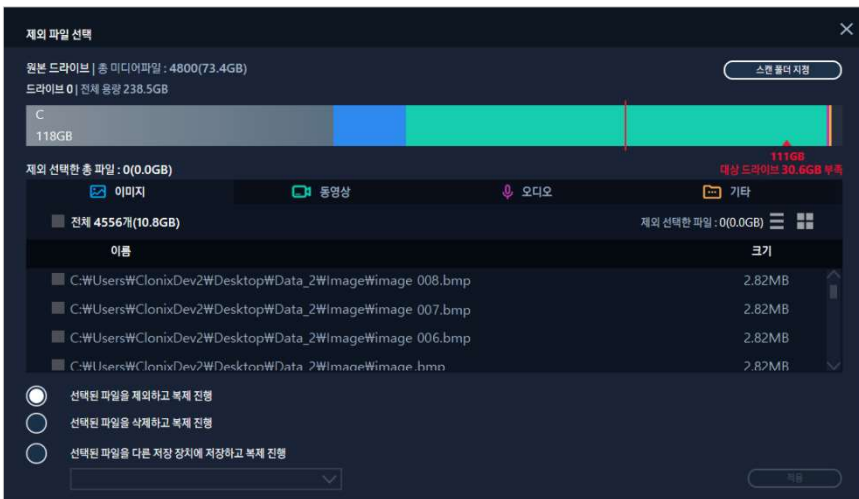 제외 파일 선택
원본 드라이브 | 총 미디어파일 : 4800(73.4GB)
스캔 폴더 지정
드라이브 0 | 전체 용량 238.5GB
C
118GB
111GB
제외 선택한 총 파일 : 0(0.0GB)
대상 드라이브 30.6GB 부족
이미지 동영상 오디오 기타
전체 4556개(10.8GB)
제외 선택한 파일 : 0(0.0GB)
이름 크기
C:₩Users₩ClonixDev2₩Desktop₩Data_2₩Image₩image 008.bmp 2.82MB
C:₩Users₩ClonixDev2₩Desktop₩Data_2₩Image₩image 007.bmp 2.82MB
C:₩Users₩ClonixDev2₩Desktop₩Data_2₩Image₩image 006.bmp 2.82MB
C:₩Users₩ClonixDev2₩Desktop₩Data_2₩Image₩image.bmp 2.82MB
선택된 파일을 제외하고 복제 진행
선택된 파일을 삭제하고 복제 진행
선택된 파일을 다른 저장 장치에 저장하고 복제 진행
적용